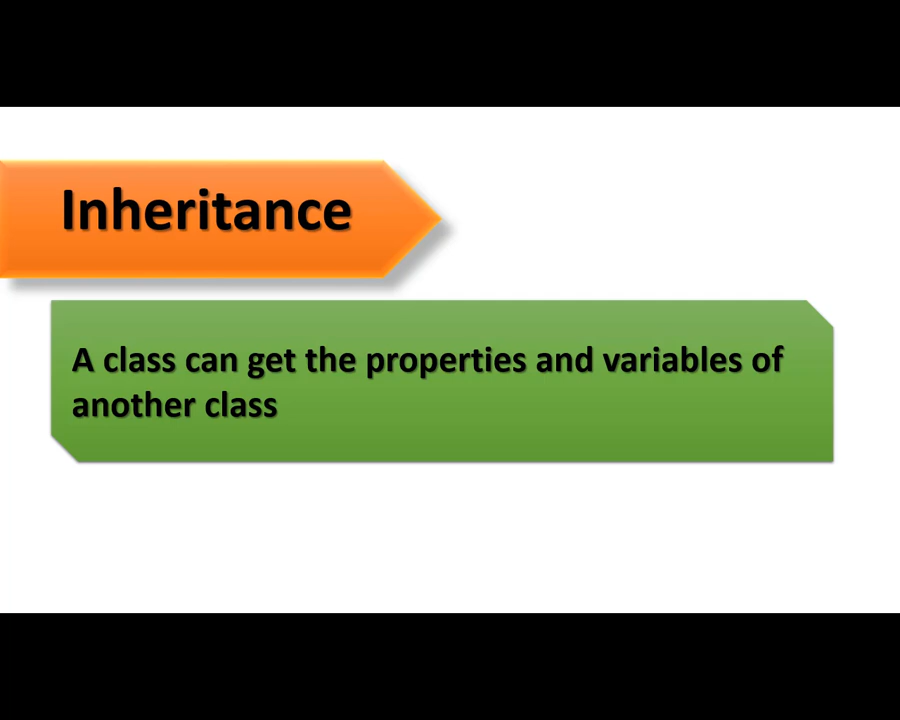 Inheritance
A class can get the properties and variables of
another class